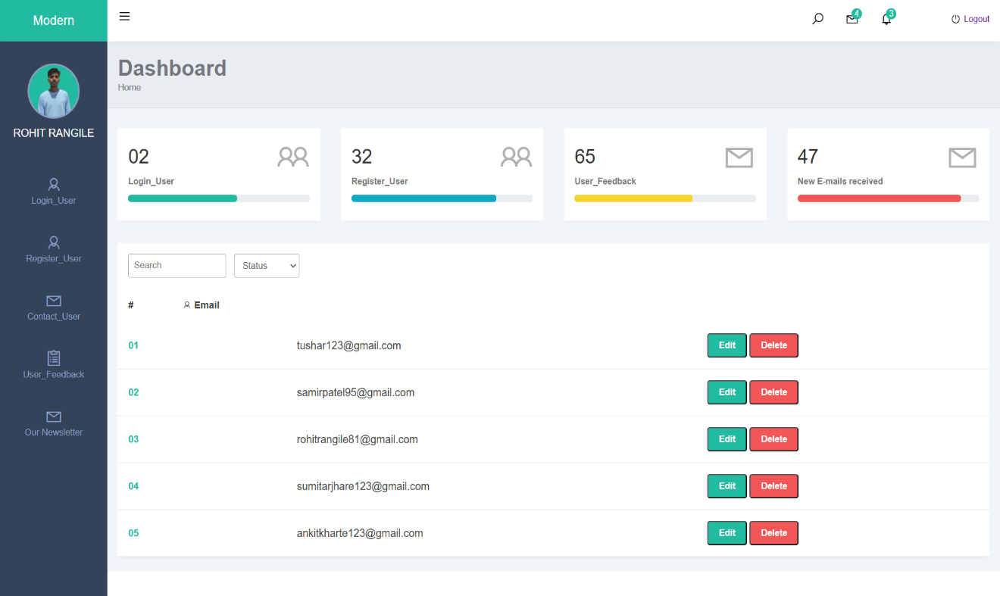 Modern
4
3
Logout
Dashboard
Home
ROHIT RANGILE
Login_User
Register_User
Contact_User
User_Feedback
Our Newsletter
02
Login_User
32
Register_User
65
User_Feedback
47
New E-mails received
Search
Status
# Email
01 tushar123@gmail.com Edit Delete
02 samirpatel95@gmail.com Edit Delete
03 rohitrangile81@gmail.com Edit Delete
04 sumitarjhare123@gmail.com Edit Delete
05 ankitkharte123@gmail.com Edit Delete